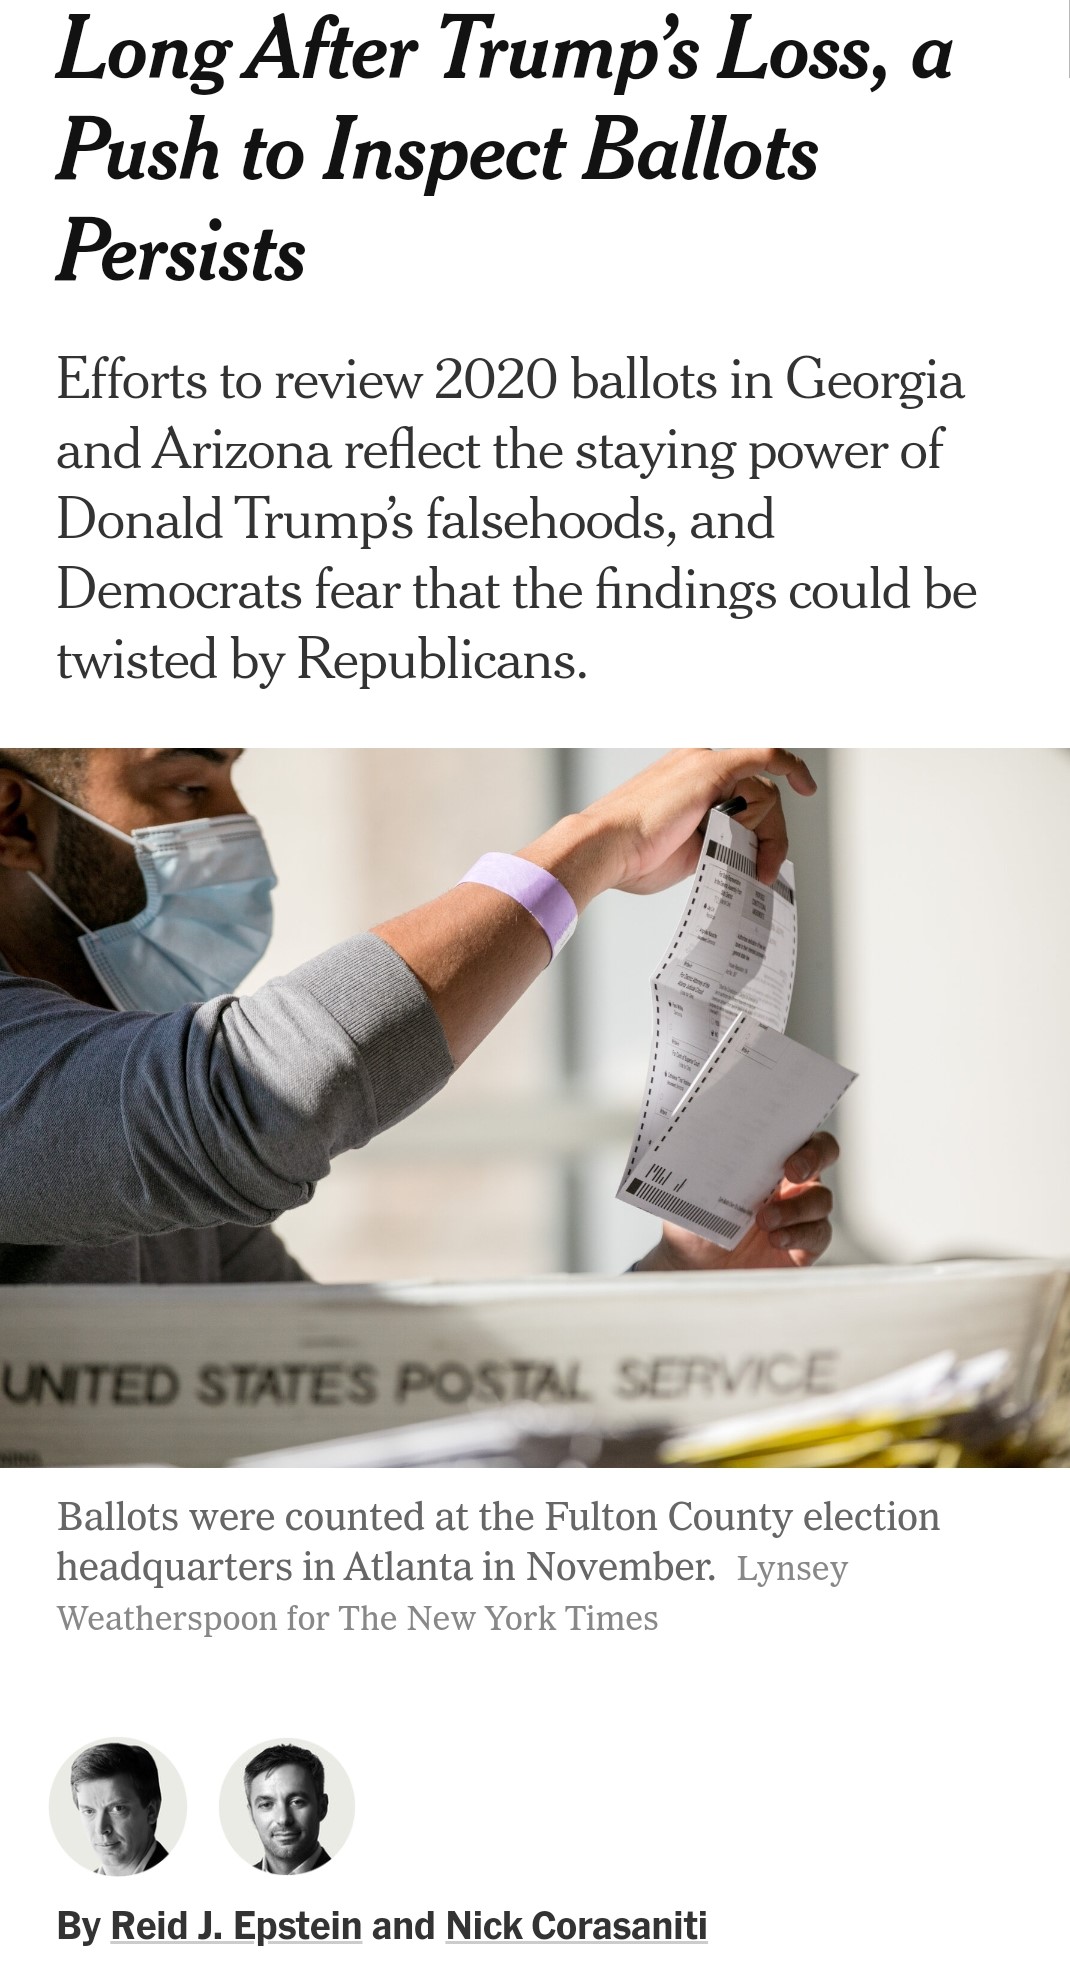 Long After Trump’s Loss, a
Push to Inspect Ballots
Persists
Efforts to review 2020 ballots in Georgia
and Arizona reflect the staying power of
Donald Trump’s falsehoods, and
Democrats fear that the findings could be
twisted by Republicans.
UNITED STATES POSTAL SERVICE
Ballots were counted at the Fulton County election
headquarters in Atlanta in November. Lynsey
Weatherspoon for The New York Times
By Reid J. Epstein and Nick Corasaniti